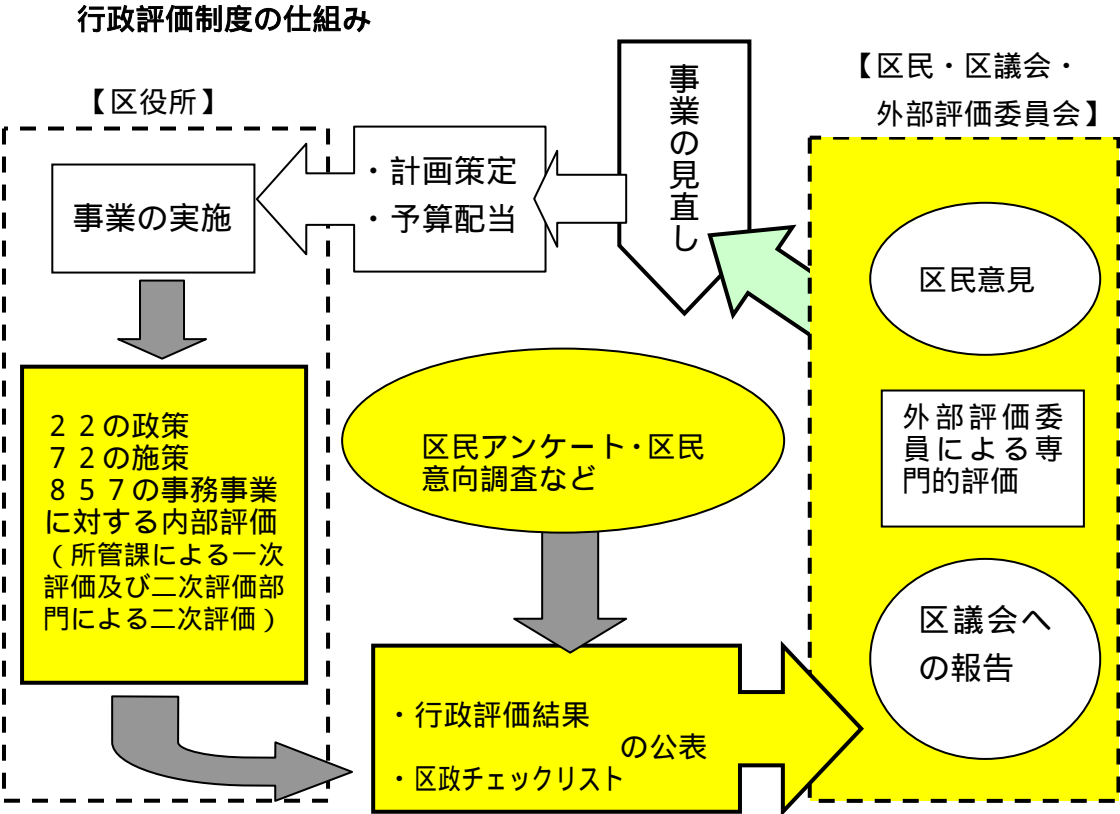 行政評価制度の仕組み
【区役所】
事業の実施
・計画策定
・予算配当
事業の見直し
【区民・区議会・
外部評価委員会】
区民意見
外部評価委
員による専
門的評価
区議会へ
の報告
２２の政策
７２の施策
８５７の事務事業
に対する内部評価
（所管課による一次
評価及び二次評価部
門による二次評価）
区民アンケート・区民
意向調査など
・行政評価結果
の公表
・区政チェックリスト